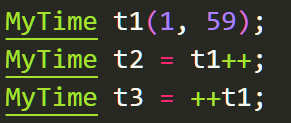 MyTime t1(1, 59);
MyTime t2 = t1++;
MyTime t3 = ++t1;